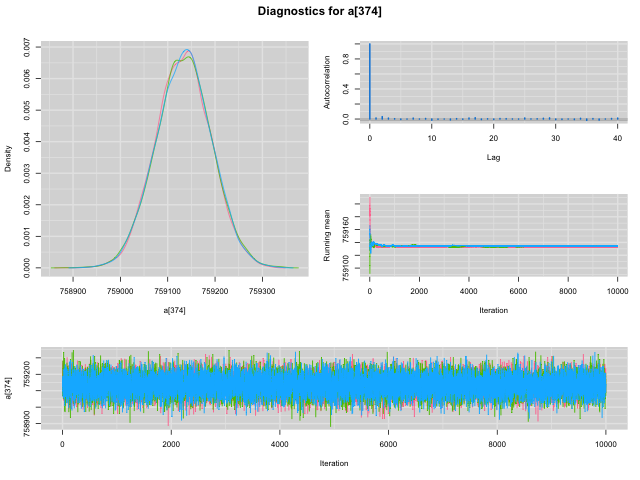 Diagnostics for a[374]
Density
0.000 0.001 0.002 0.003 0.004 0.005 0.006 0.007
758900 759000 759100 759200 759300
a[374]
Autocorrelation
0.0 0.4 0.8
0 10 20 30 40
Lag
Running mean
759100 759160
0 2000 4000 6000 8000 10000
Iteration
a[374]
758900 759200
0 2000 4000 6000 8000 10000
Iteration